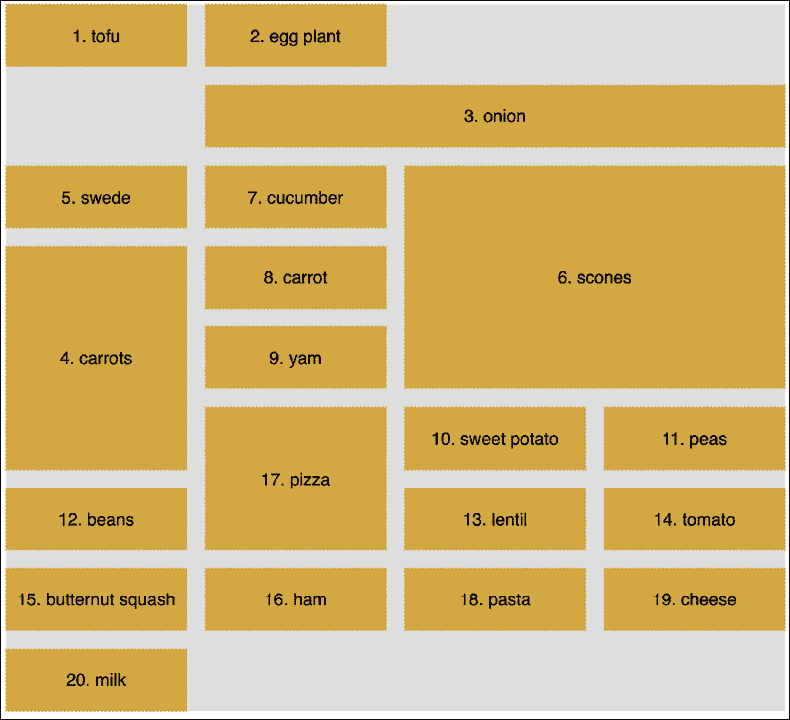 1. tofu
2. egg plant
3. onion
5. swede
7. cucumber
6. scones
8. carrot
4. carrots
9. yam
10. sweet potato
11. peas
17. pizza
12. beans
13. lentil
14. tomato
15. butternut squash
16. ham
18. pasta
19. cheese
20. milk